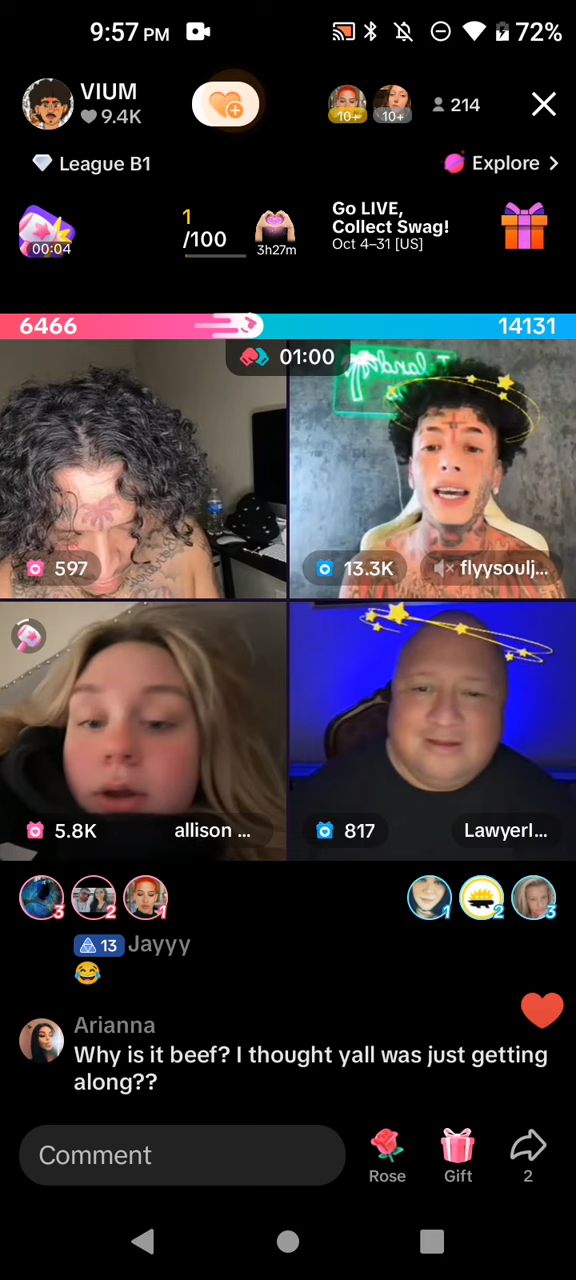 9:57 PM
72%
VIUM
9.4K
10+
10+
214
League B1
Explore
00:04
1
/100
3h27m
Go LIVE,
Collect Swag!
Oct 4–31 [US]
6466
14131
01:00
597
13.3K
flyysoulj...
5.8K
allison ...
817
Lawyerl...
3
2
1
1
2
3
13 Jayyy
😂
Arianna
Why is it beef? I thought yall was just getting
along??
Comment
Rose
Gift
2